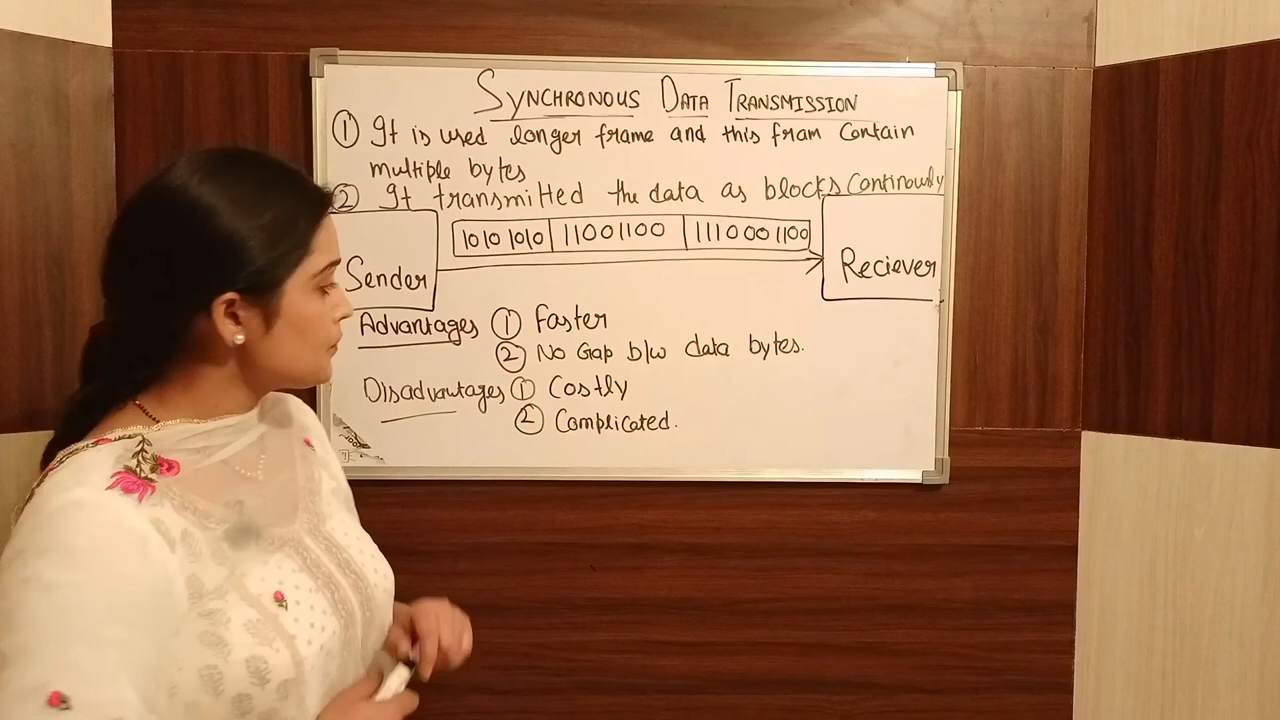 SYNCHRONOUS DATA TRANSMISSION
① It is used longer frame and this fram contain
multiple bytes
② It transmitted the data as blocks continously
Sender
10101010 11001100 1110001100
Reciever
Advantages ① Faster
② No Gap b/w data bytes.
Disadvantages ① Costly
② Complicated.